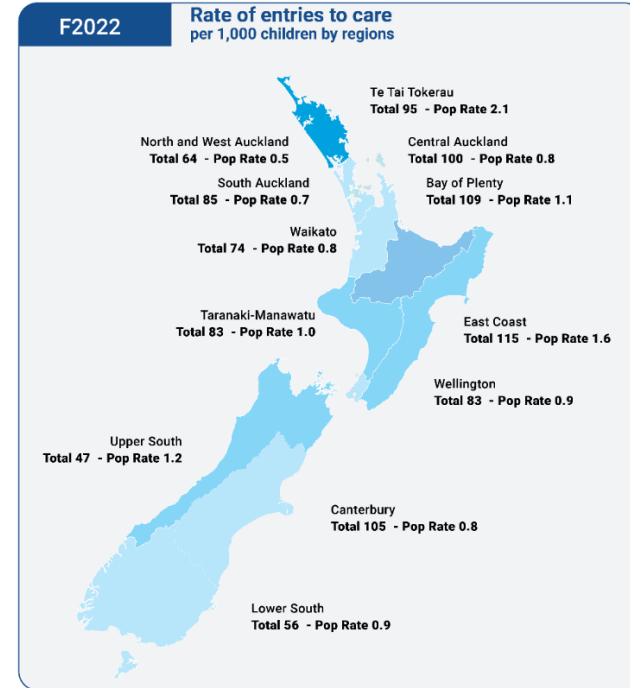 F2022
Rate of entries to care
per 1,000 children by regions
Te Tai Tokerau
Total 95 - Pop Rate 2.1
North and West Auckland
Total 64 - Pop Rate 0.5
Central Auckland
Total 100 - Pop Rate 0.8
South Auckland
Total 85 - Pop Rate 0.7
Bay of Plenty
Total 109 - Pop Rate 1.1
Waikato
Total 74 - Pop Rate 0.8
Taranaki-Manawatu
Total 83 - Pop Rate 1.0
East Coast
Total 115 - Pop Rate 1.6
Wellington
Total 83 - Pop Rate 0.9
Upper South
Total 47 - Pop Rate 1.2
Canterbury
Total 105 - Pop Rate 0.8
Lower South
Total 56 - Pop Rate 0.9